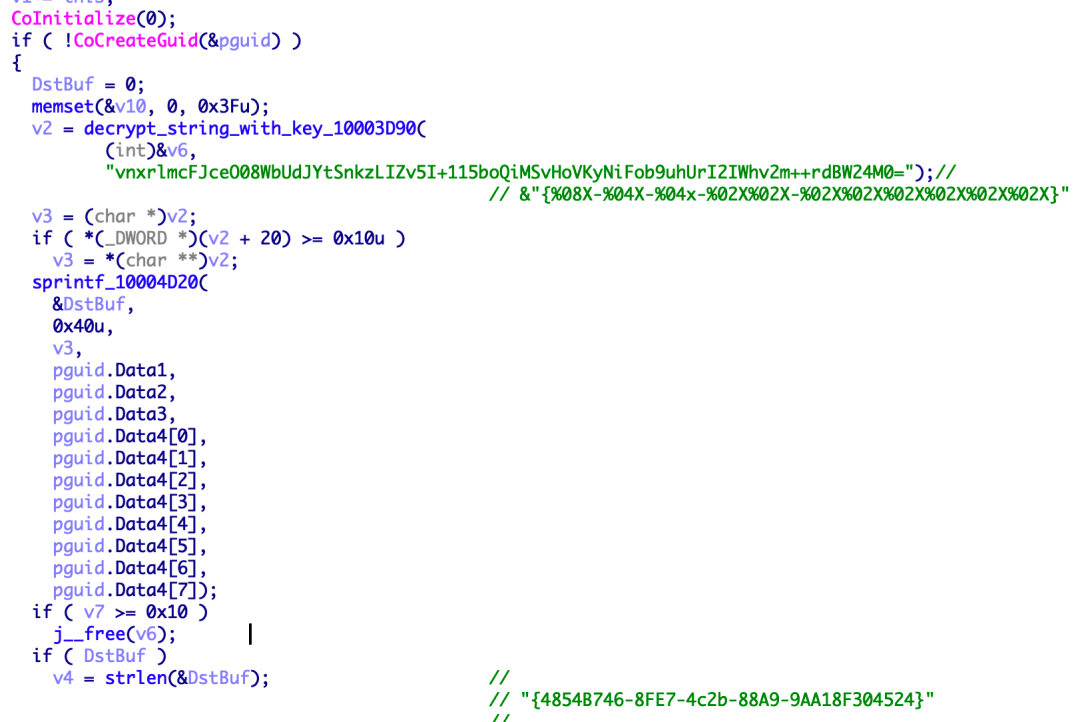 CoInitialize(0);
if ( !CoCreateGuid(&pguid) )
{
DstBuf = 0;
memset(&v10, 0, 0x3Fu);
v2 = decrypt_string_with_key_10003D90(
(int)&v6,
"vnxrlmcFJceO08WbUdJYtSnkzLIZv5I+115boQiMSvHoVKyNiFob9uhUrI2IWhv2m++rdBW24M0=");//
// &"{%08X-%04X-%04x-%02X%02X-%02X%02X%02X%02X%02X%02X}"
v3 = (char *)v2;
if ( *(_DWORD *)(v2 + 20) >= 0x10u )
v3 = *(char **)v2;
sprintf_10004D20(
&DstBuf,
0x40u,
v3,
pguid.Data1,
pguid.Data2,
pguid.Data3,
pguid.Data4[0],
pguid.Data4[1],
pguid.Data4[2],
pguid.Data4[3],
pguid.Data4[4],
pguid.Data4[5],
pguid.Data4[6],
pguid.Data4[7]);
if ( v7 >= 0x10 )
j__free(v6);
if ( DstBuf )
v4 = strlen(&DstBuf); //
// "{4854B746-8FE7-4c2b-88A9-9AA18F304524}"
//